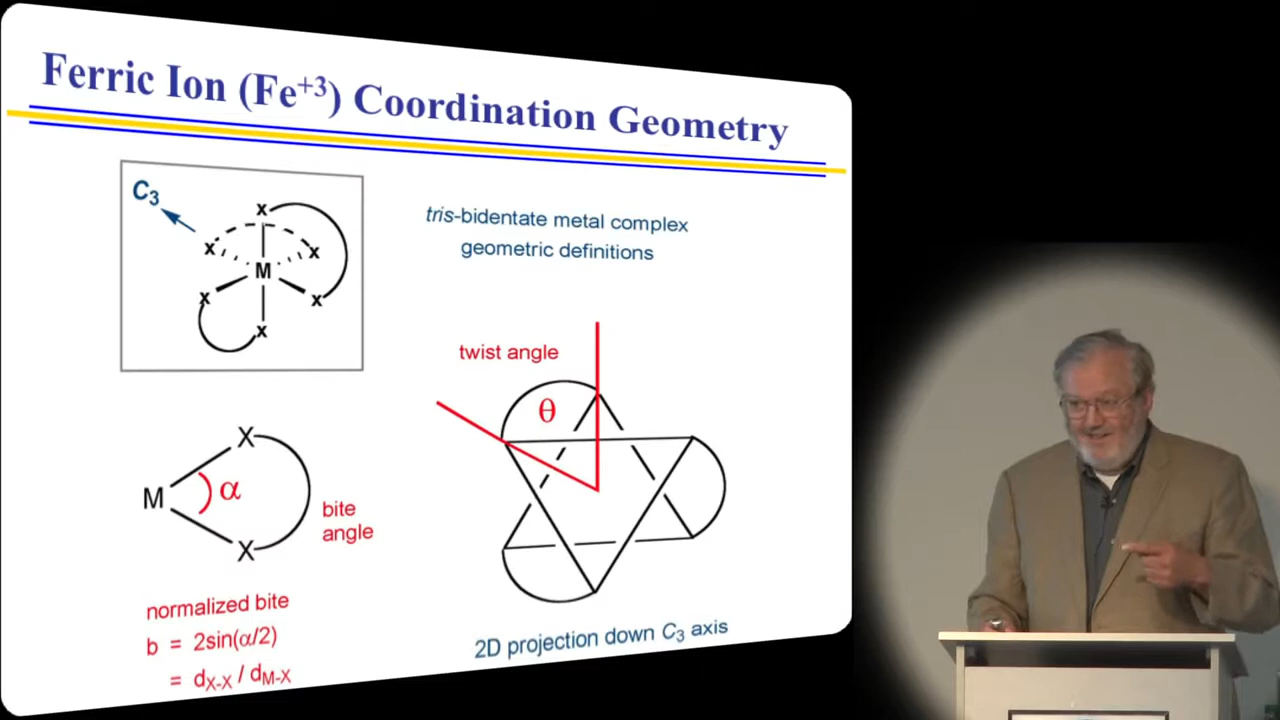 Ferric Ion (Fe+3) Coordination Geometry
C3
x
x
x
M
x
x
x
tris-bidentate metal complex
geometric definitions
twist angle
θ
X
M
α
X
bite
angle
normalized bite
b = 2sin(α/2)
= dX-X / dM-X
2D projection down C3 axis